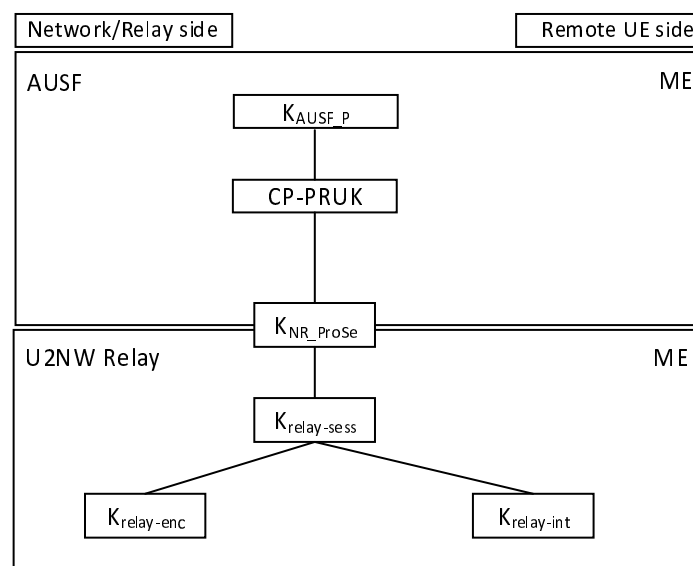 Network/Relay side
Remote UE side
AUSF
ME
KAUSF_P
CP-PRUK
KNR_ProSe
U2NW Relay
ME
Krelay-sess
Krelay-enc
Krelay-int